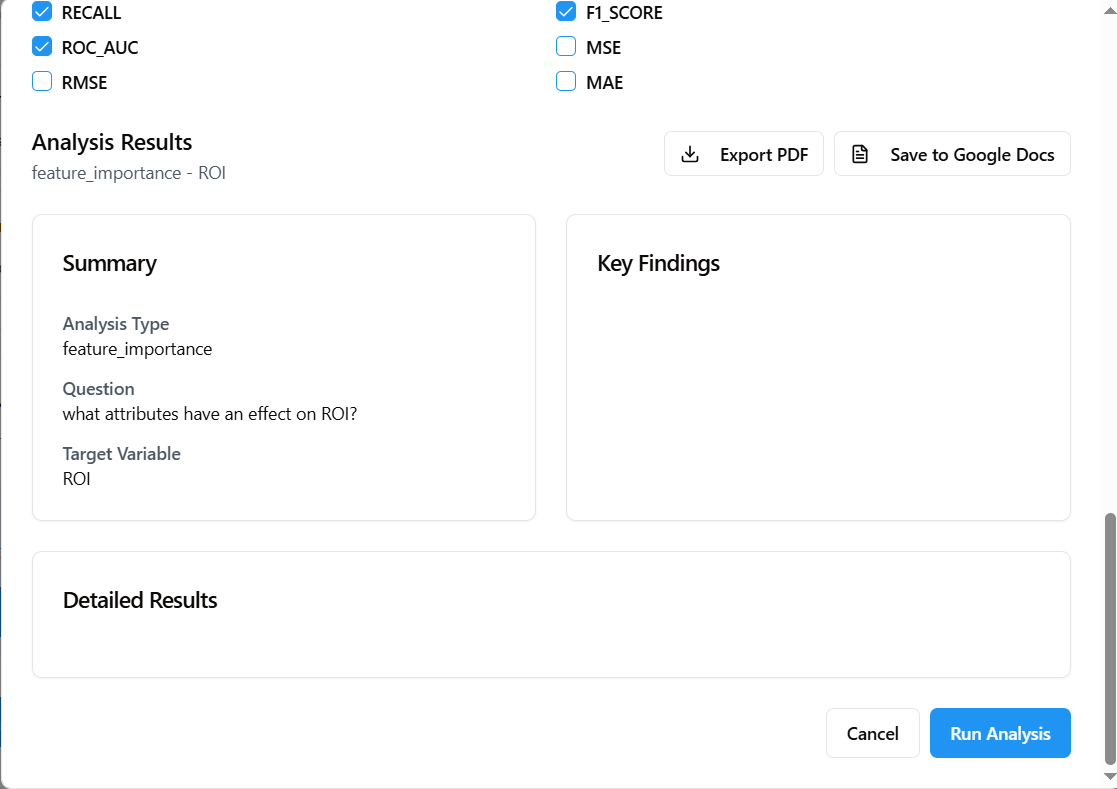 RECALL
F1_SCORE
ROC_AUC
MSE
RMSE
MAE
Analysis Results
feature_importance - ROI
Export PDF
Save to Google Docs
Summary
Analysis Type
feature_importance
Question
what attributes have an effect on ROI?
Target Variable
ROI
Key Findings
Detailed Results
Cancel
Run Analysis